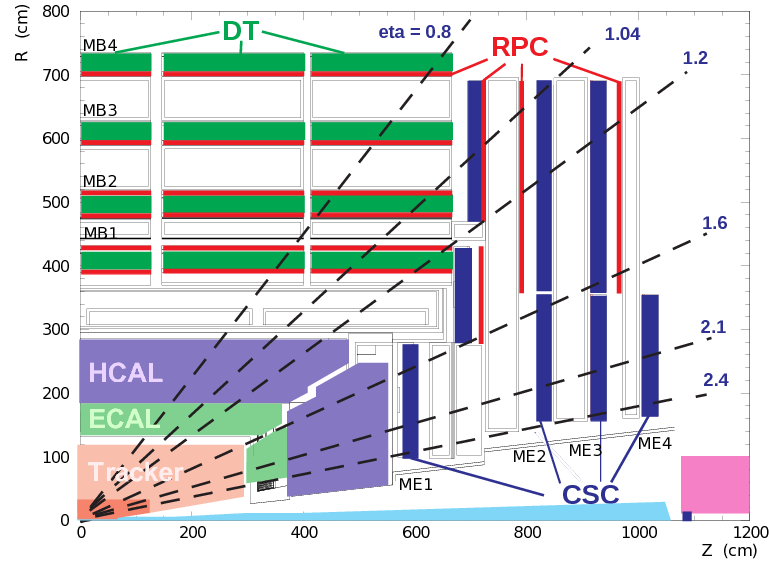 R (cm)
800
700
600
500
400
300
200
100
0
DT
eta = 0.8
1.04
RPC
1.2
MB4
MB3
MB2
MB1
1.6
2.1
2.4
HCAL
ECAL
Tracker
ME1
ME2
ME3
ME4
CSC
0
200
400
600
800
1000
1200
Z (cm)